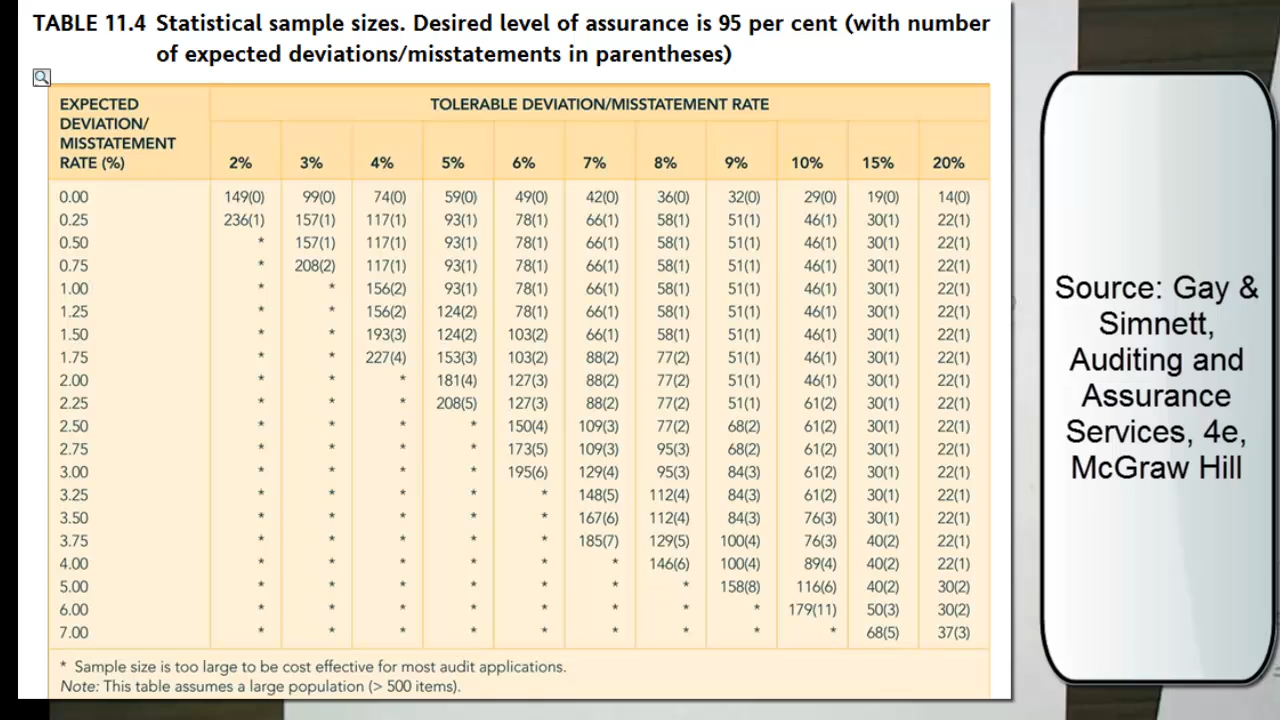 TABLE 11.4 Statistical sample sizes. Desired level of assurance is 95 per cent (with number
of expected deviations/misstatements in parentheses)
EXPECTED
DEVIATION/
MISSTATEMENT
RATE (%)
TOLERABLE DEVIATION/MISSTATEMENT RATE
2% 3% 4% 5% 6% 7% 8% 9% 10% 15% 20%
0.00 149(0) 99(0) 74(0) 59(0) 49(0) 42(0) 36(0) 32(0) 29(0) 19(0) 14(0)
0.25 236(1) 157(1) 117(1) 93(1) 78(1) 66(1) 58(1) 51(1) 46(1) 30(1) 22(1)
0.50 * 157(1) 117(1) 93(1) 78(1) 66(1) 58(1) 51(1) 46(1) 30(1) 22(1)
0.75 * 208(2) 117(1) 93(1) 78(1) 66(1) 58(1) 51(1) 46(1) 30(1) 22(1)
1.00 * * 156(2) 93(1) 78(1) 66(1) 58(1) 51(1) 46(1) 30(1) 22(1)
1.25 * * 156(2) 124(2) 78(1) 66(1) 58(1) 51(1) 46(1) 30(1) 22(1)
1.50 * * 193(3) 124(2) 103(2) 66(1) 58(1) 51(1) 46(1) 30(1) 22(1)
1.75 * * 227(4) 153(3) 103(2) 88(2) 77(2) 51(1) 46(1) 30(1) 22(1)
2.00 * * * 181(4) 127(3) 88(2) 77(2) 51(1) 46(1) 30(1) 22(1)
2.25 * * * 208(5) 127(3) 88(2) 77(2) 51(1) 61(2) 30(1) 22(1)
2.50 * * * * 150(4) 109(3) 77(2) 68(2) 61(2) 30(1) 22(1)
2.75 * * * * 173(5) 109(3) 95(3) 68(2) 61(2) 30(1) 22(1)
3.00 * * * * 195(6) 129(4) 95(3) 84(3) 61(2) 30(1) 22(1)
3.25 * * * * * 148(5) 112(4) 84(3) 61(2) 30(1) 22(1)
3.50 * * * * * 167(6) 112(4) 84(3) 76(3) 30(1) 22(1)
3.75 * * * * * 185(7) 129(5) 100(4) 76(3) 40(2) 22(1)
4.00 * * * * * * 146(6) 100(4) 89(4) 40(2) 22(1)
5.00 * * * * * * * 158(8) 116(6) 40(2) 30(2)
6.00 * * * * * * * * 179(11) 50(3) 30(2)
7.00 * * * * * * * * * 68(5) 37(3)
* Sample size is too large to be cost effective for most audit applications.
Note: This table assumes a large population (> 500 items).
Source: Gay &
Simnett,
Auditing and
Assurance
Services, 4e,
McGraw Hill